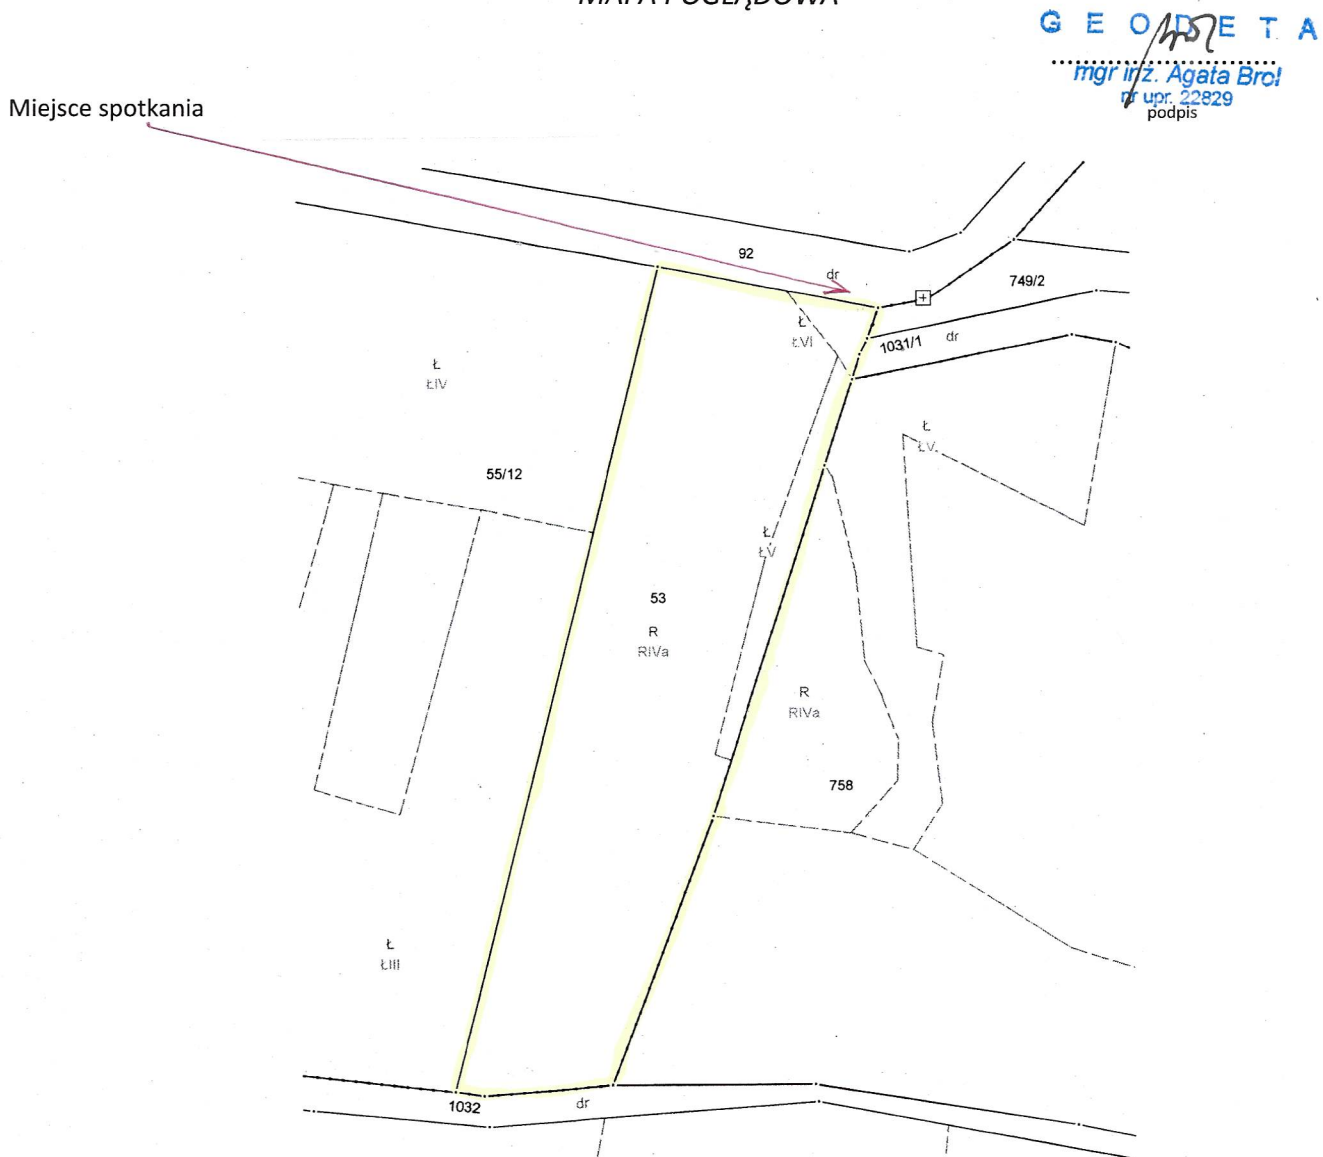 MAPA POGLĄDOWA
G E O D E T A
mgr inż. Agata Brol
nr upr. 22829
podpis
Miejsce spotkania
92
dr
749/2
Ł
ŁVI
1031/1
dr
Ł
ŁIV
Ł
ŁV
55/12
Ł
ŁV
53
R
RIVa
R
RIVa
758
Ł
ŁIII
1032
dr